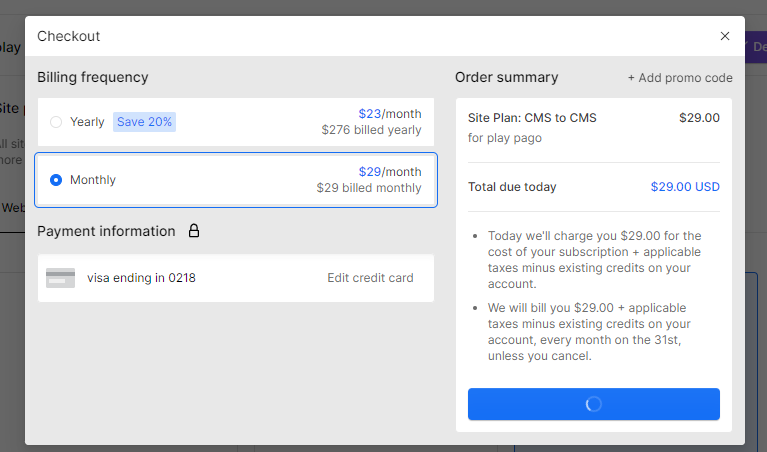 Checkout
play
De
Site
All sit
more
Web
Billing frequency
Yearly Save 20%
$23/month
$276 billed yearly
Monthly
$29/month
$29 billed monthly
Payment information
visa ending in 0218 Edit credit card
Order summary + Add promo code
Site Plan: CMS to CMS $29.00
for play pago
Total due today $29.00 USD
Today we'll charge you $29.00 for the
cost of your subscription + applicable
taxes minus existing credits on your
account.
We will bill you $29.00 + applicable
taxes minus existing credits on your
account, every month on the 31st,
unless you cancel.